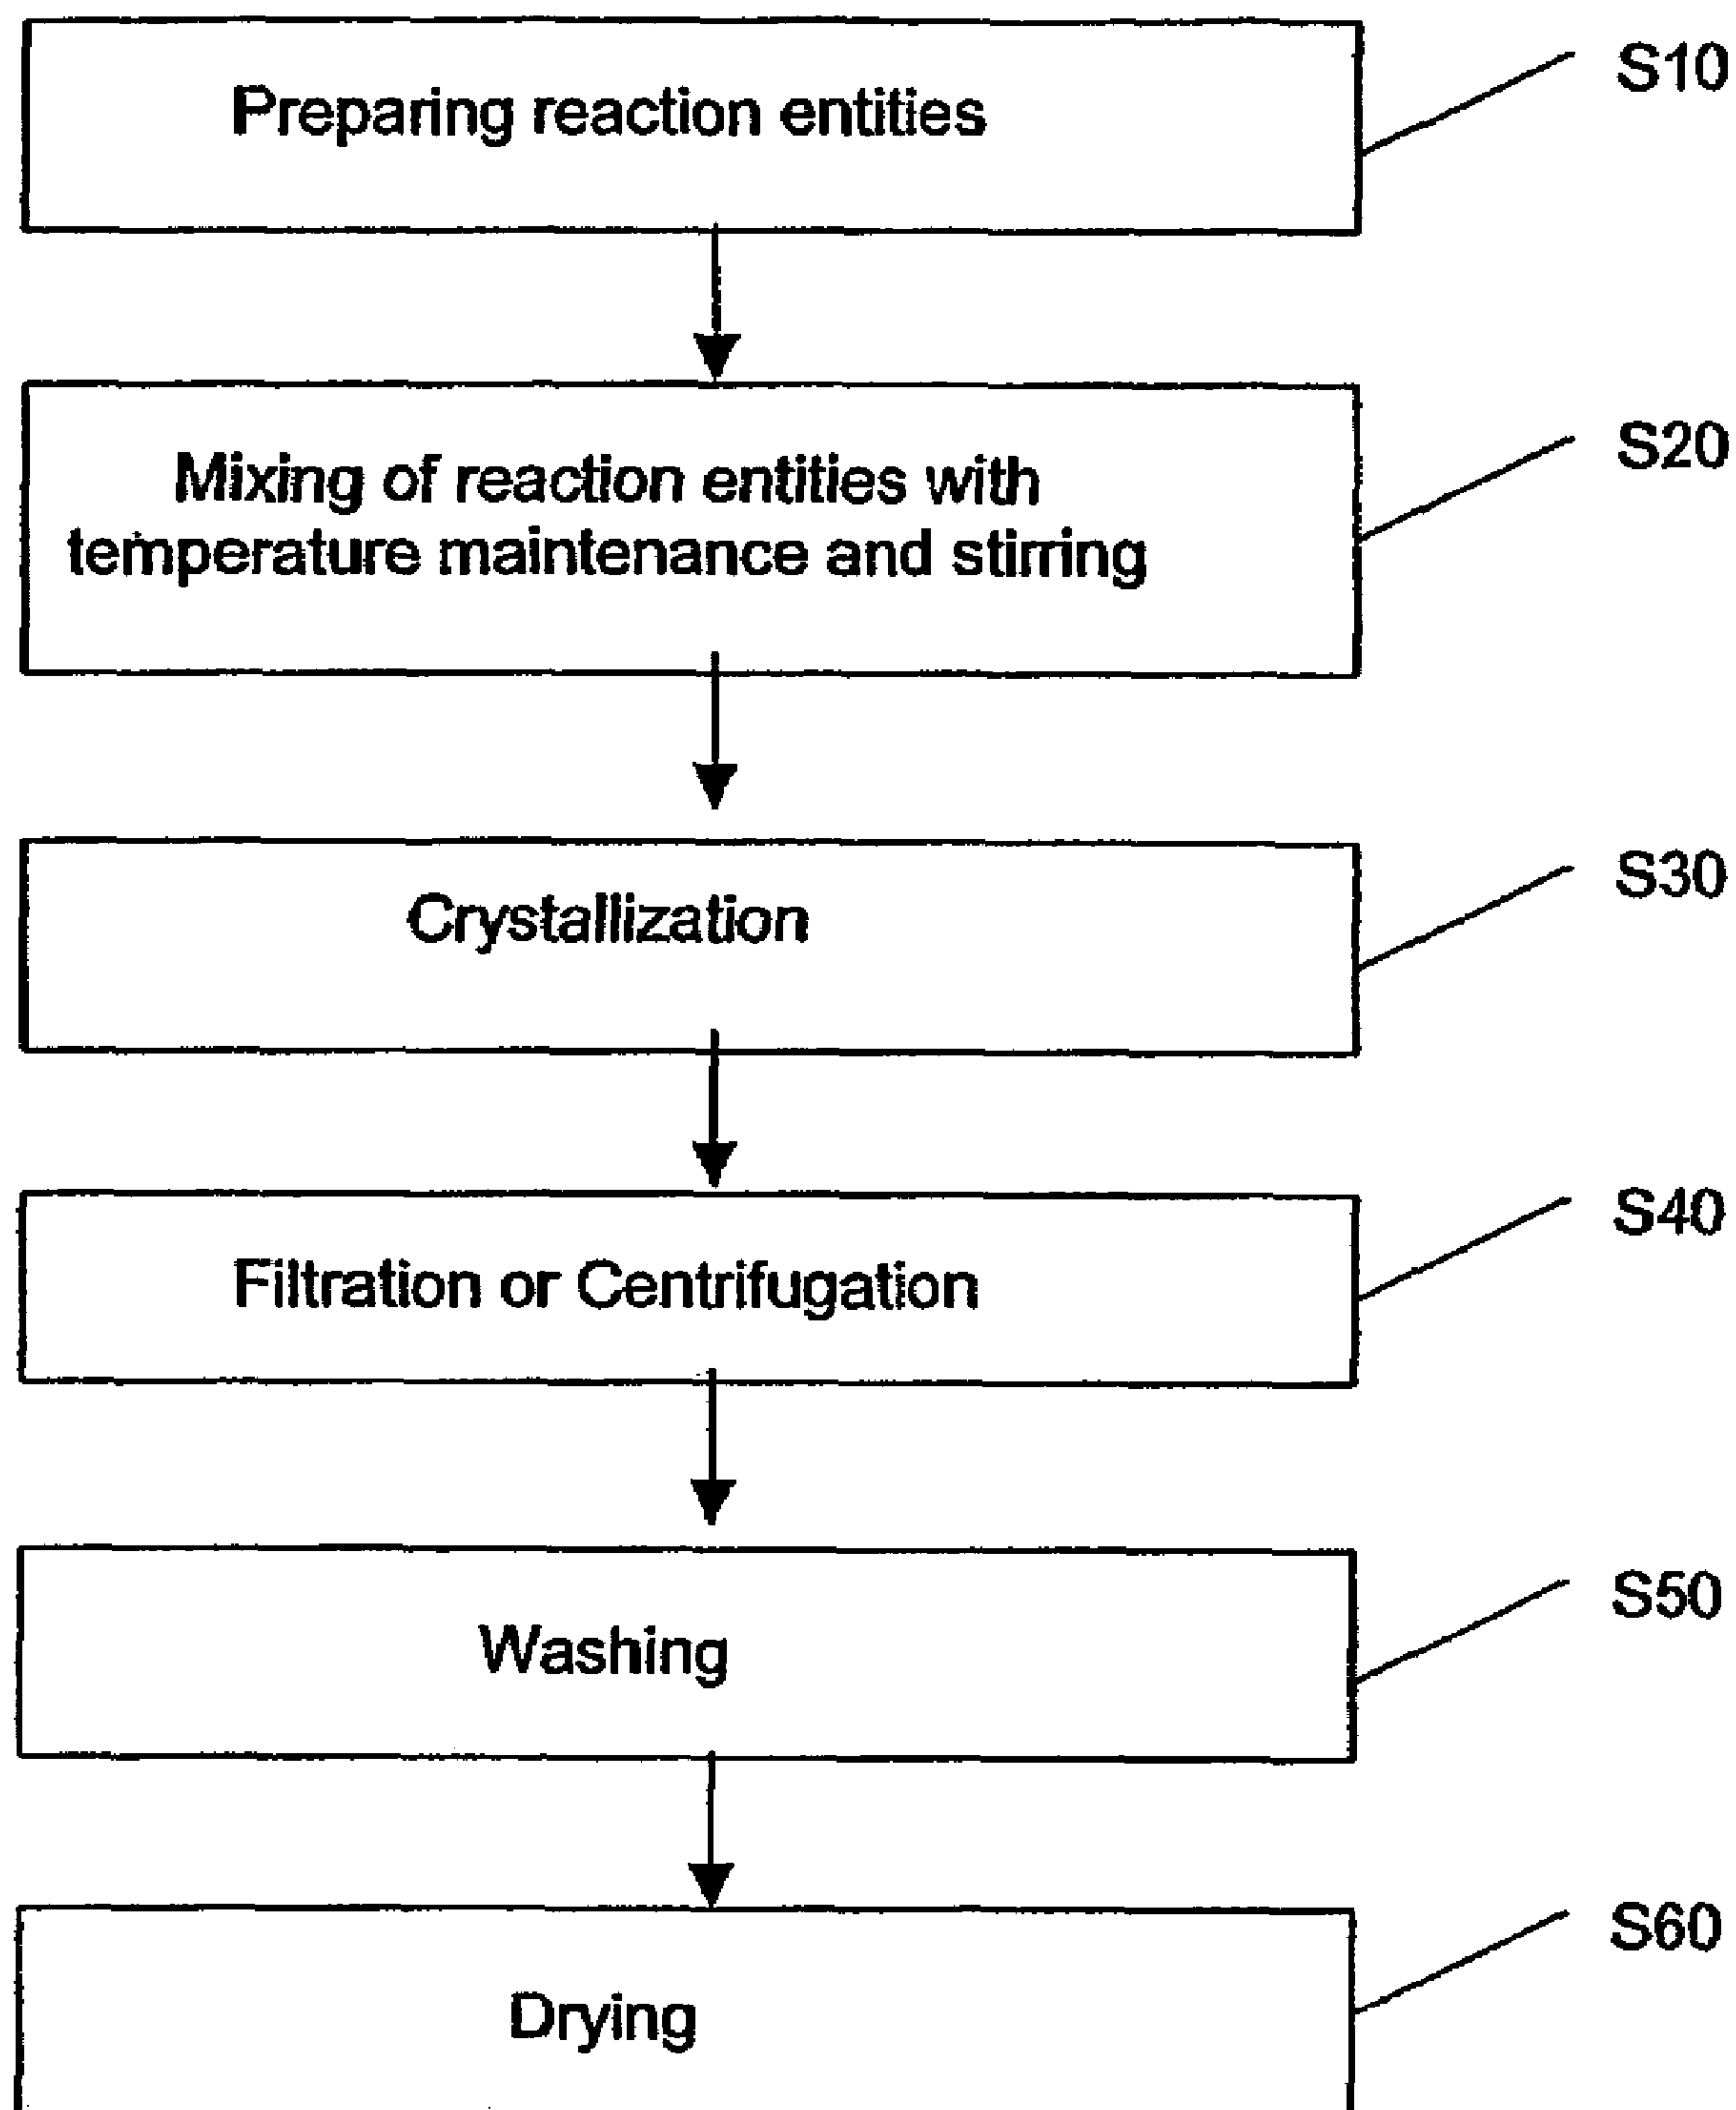 Preparing reaction entities
S10
Mixing of reaction entities with
temperature maintenance and stirring
S20
Crystallization
S30
Filtration or Centrifugation
S40
Washing
S50
Drying
S60